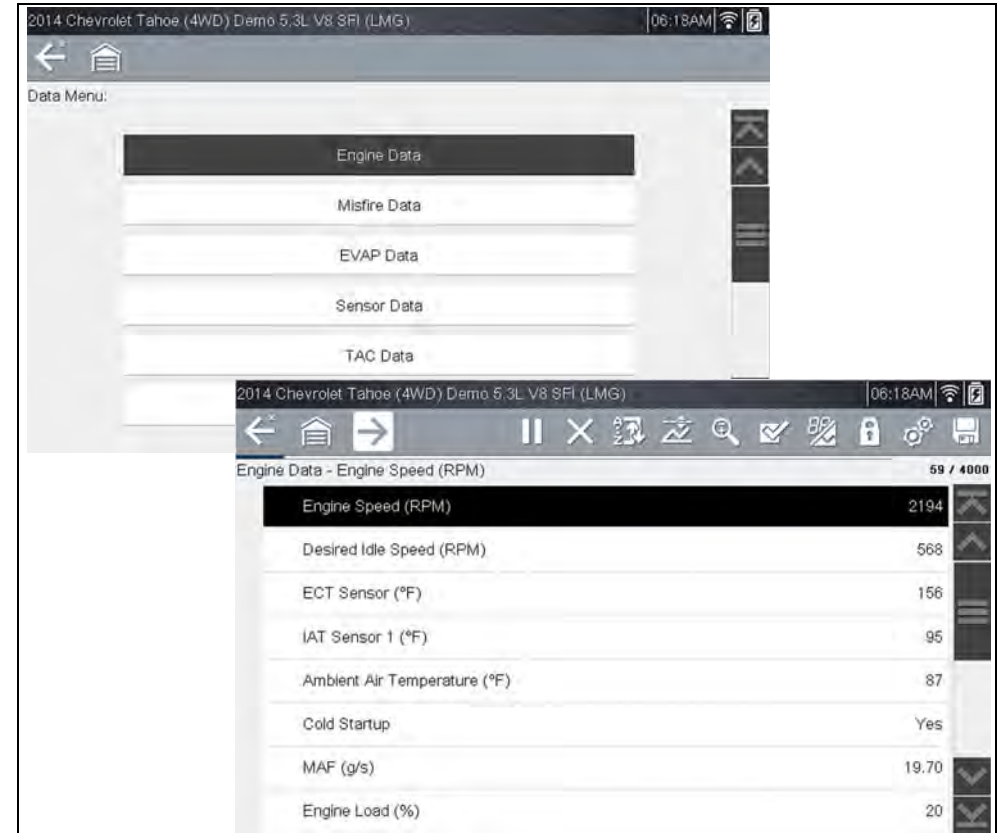 2014 Chevrolet Tahoe (4WD) Demo 5.3L V8 SFI (LMG) 06:18AM
Data Menu:
Engine Data
Misfire Data
EVAP Data
Sensor Data
TAC Data
2014 Chevrolet Tahoe (4WD) Demo 5.3L V8 SFI (LMG) 06:18AM
Engine Data - Engine Speed (RPM) 59 / 4000
Engine Speed (RPM) 2194
Desired Idle Speed (RPM) 568
ECT Sensor (°F) 156
IAT Sensor 1 (°F) 95
Ambient Air Temperature (°F) 87
Cold Startup Yes
MAF (g/s) 19.70
Engine Load (%) 20